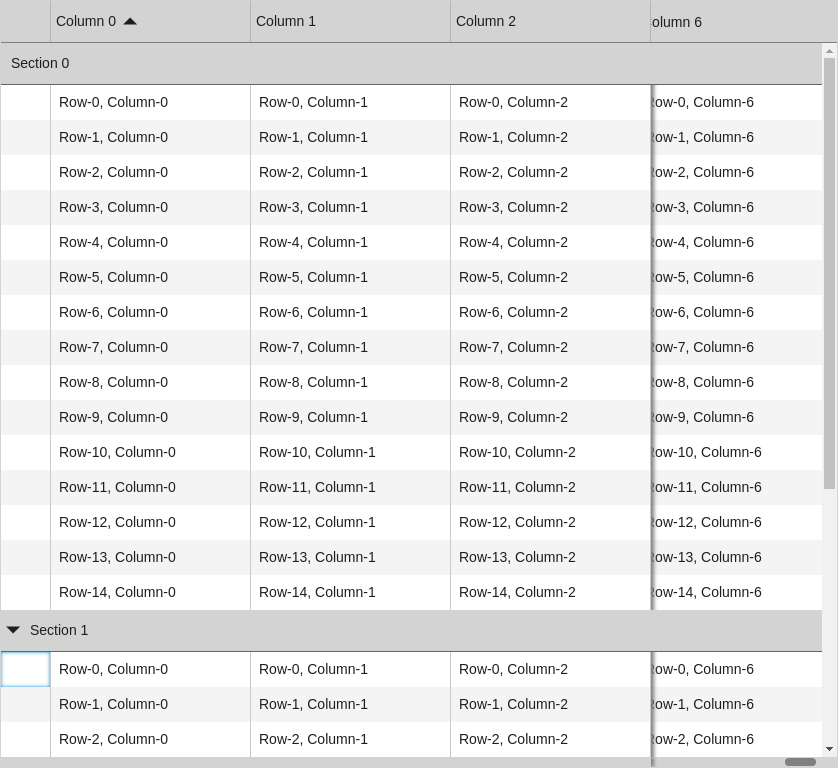 Column 0 Column 1 Column 2 olumn 6
Section 0
Row-0, Column-0 Row-0, Column-1 Row-0, Column-2 Row-0, Column-6
Row-1, Column-0 Row-1, Column-1 Row-1, Column-2 Row-1, Column-6
Row-2, Column-0 Row-2, Column-1 Row-2, Column-2 Row-2, Column-6
Row-3, Column-0 Row-3, Column-1 Row-3, Column-2 Row-3, Column-6
Row-4, Column-0 Row-4, Column-1 Row-4, Column-2 Row-4, Column-6
Row-5, Column-0 Row-5, Column-1 Row-5, Column-2 Row-5, Column-6
Row-6, Column-0 Row-6, Column-1 Row-6, Column-2 Row-6, Column-6
Row-7, Column-0 Row-7, Column-1 Row-7, Column-2 Row-7, Column-6
Row-8, Column-0 Row-8, Column-1 Row-8, Column-2 Row-8, Column-6
Row-9, Column-0 Row-9, Column-1 Row-9, Column-2 Row-9, Column-6
Row-10, Column-0 Row-10, Column-1 Row-10, Column-2 Row-10, Column-6
Row-11, Column-0 Row-11, Column-1 Row-11, Column-2 Row-11, Column-6
Row-12, Column-0 Row-12, Column-1 Row-12, Column-2 Row-12, Column-6
Row-13, Column-0 Row-13, Column-1 Row-13, Column-2 Row-13, Column-6
Row-14, Column-0 Row-14, Column-1 Row-14, Column-2 Row-14, Column-6
Section 1
Row-0, Column-0 Row-0, Column-1 Row-0, Column-2 Row-0, Column-6
Row-1, Column-0 Row-1, Column-1 Row-1, Column-2 Row-1, Column-6
Row-2, Column-0 Row-2, Column-1 Row-2, Column-2 Row-2, Column-6